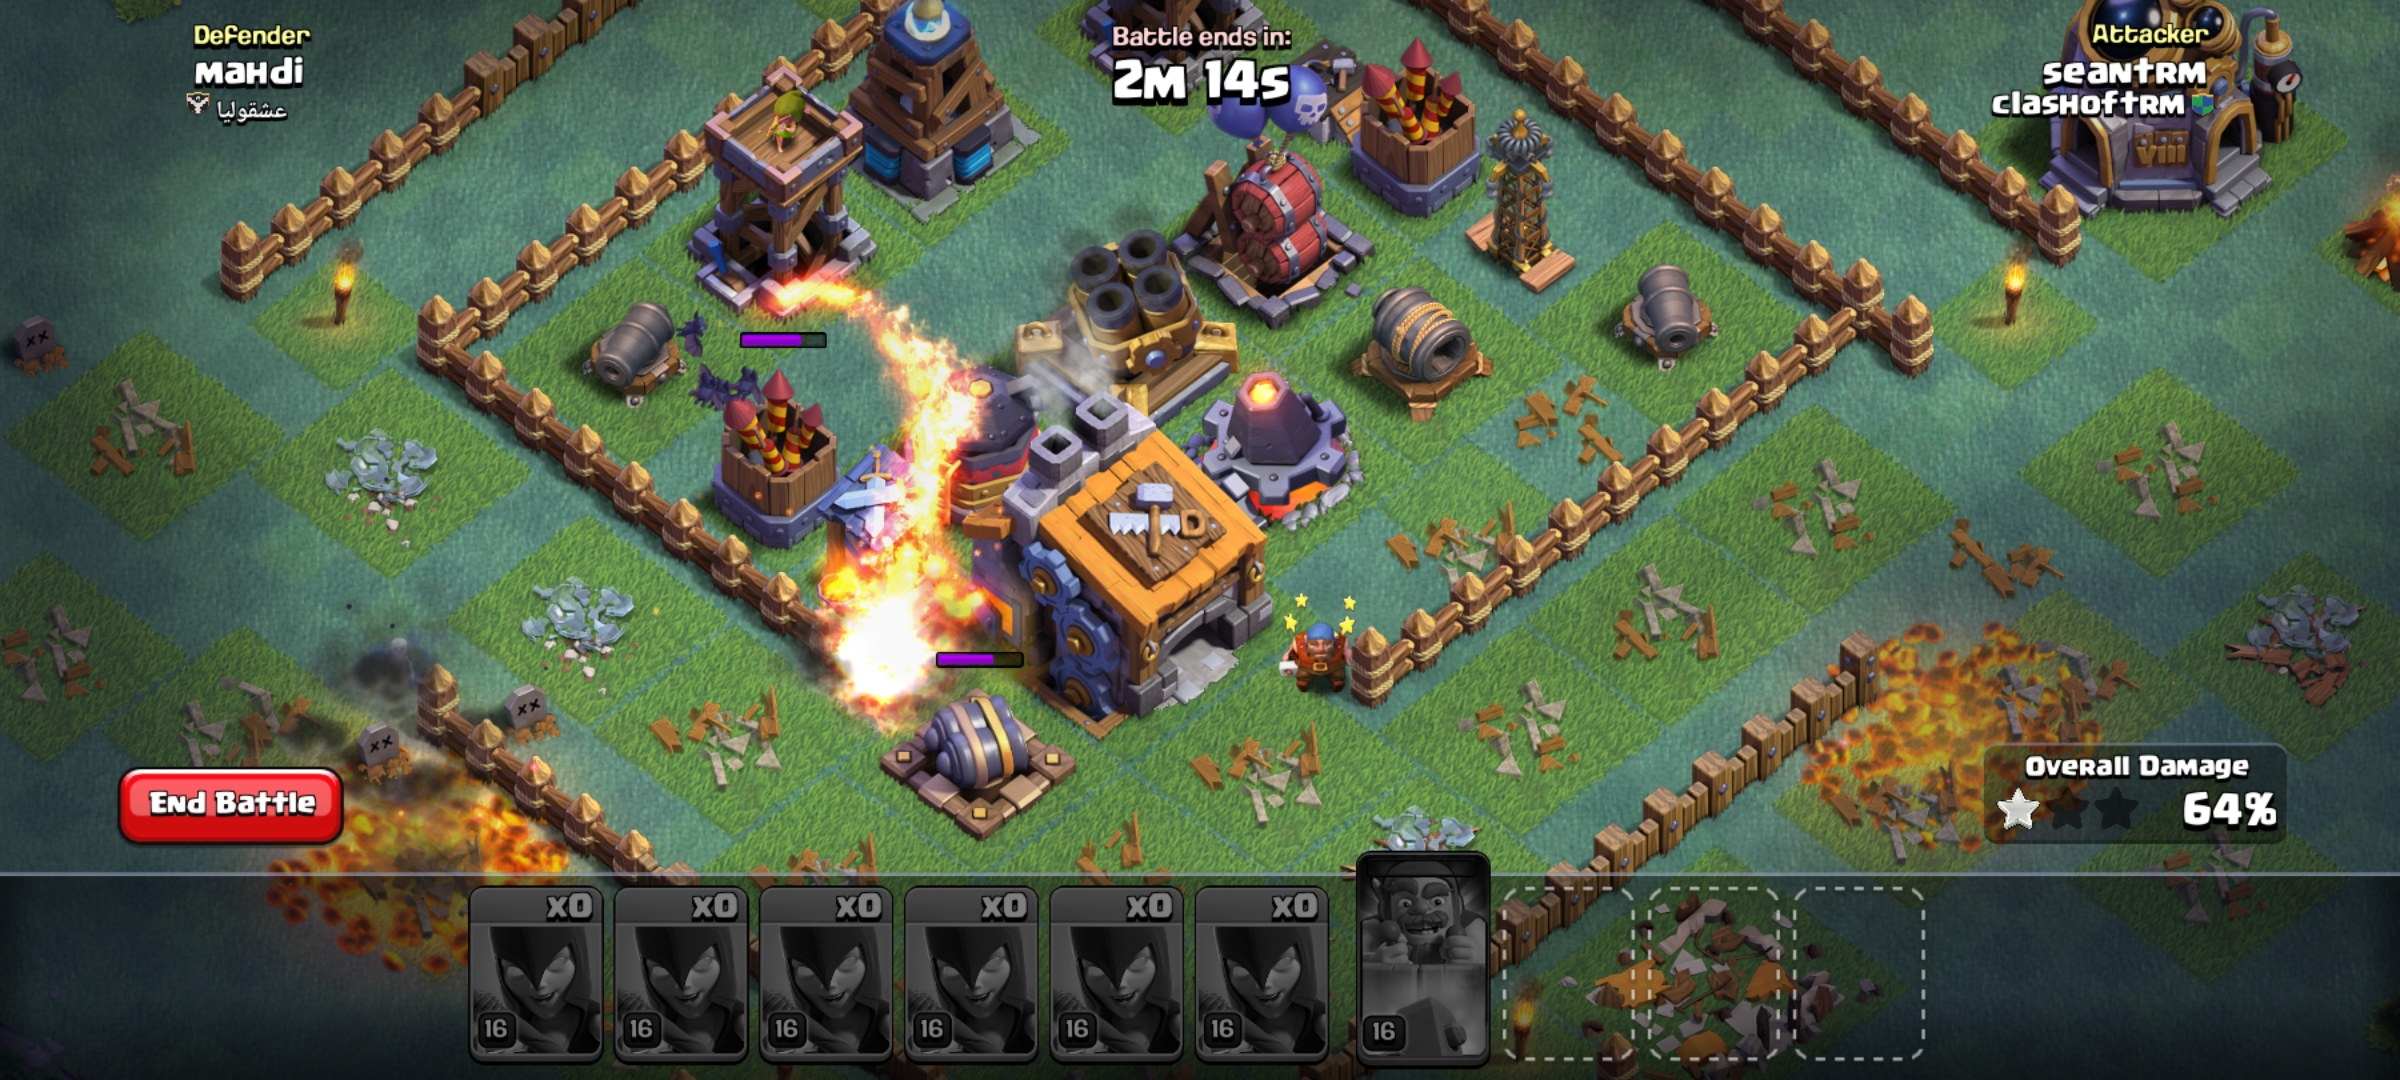 Defender
mahdi
عشقوليا
Battle ends in:
2M 14s
Attacker
seantrm
clashoftrm
VIII
End Battle
Overall Damage
64%
x0 x0 x0 x0 x0 x0
16 16 16 16 16 16 16